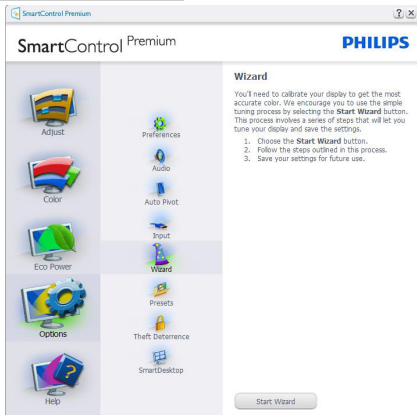 SmartControl Premium
? ×
SmartControl Premium
PHILIPS
Adjust
Color
Eco Power
Options
Help
Preferences
Audio
Auto Pivot
Input
Wizard
Presets
Theft Deterrence
SmartDesktop
Wizard
You'll need to calibrate your display to get the most
accurate color. We encourage you to use the simple
tuning process by selecting the Start Wizard button.
This process involves a series of steps that will let you
tune your display and save the settings.
1. Choose the Start Wizard button.
2. Follow the steps outlined in this process.
3. Save your settings for future use.
Start Wizard